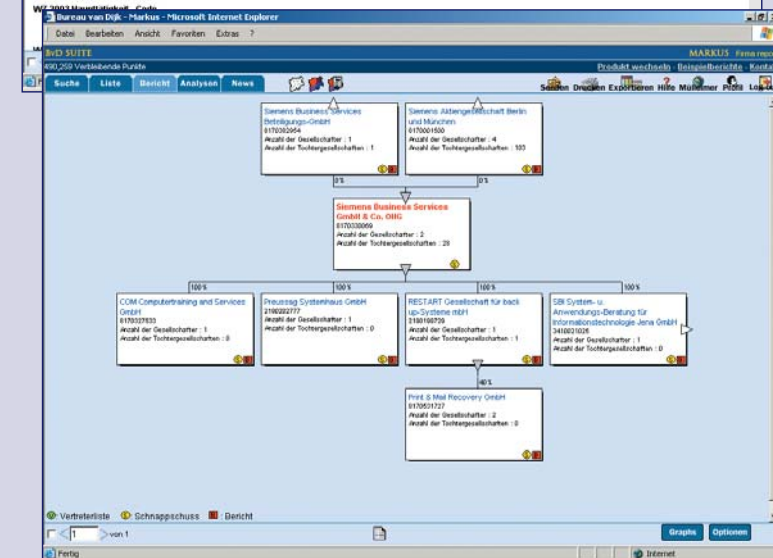 WZ 2003 Haupttätigkeit - Code
Bureau van Dijk - Markus - Microsoft Internet Explorer
Datei Bearbeiten Ansicht Favoriten Extras ?
BvD SUITE MARKUS
490,259 Verbleibende Punkte Produkt wechseln - Beispielberichte -
Suche Liste Bericht Analysen News Senden Drucken Exportieren Hilfe Mülleimer Profil
Siemens Business Services
Beteiligungs-GmbH
Anzahl der Gesellschafter : 1
Anzahl der Tochtergesellschaften : 1
Siemens Aktiengesellschaft Berlin
und München
Anzahl der Gesellschafter : 4
Anzahl der Tochtergesellschaften : 103
0% 0%
Siemens Business Services
GmbH & Co. OHG
Anzahl der Gesellschafter : 2
Anzahl der Tochtergesellschaften : 28
100% 100% 100% 100%
COM Computertraining and Services
GmbH
Anzahl der Gesellschafter : 1
Anzahl der Tochtergesellschaften : 0
Preussag Systemhaus GmbH
2190202777
Anzahl der Gesellschafter : 1
Anzahl der Tochtergesellschaften : 0
RESTART Gesellschaft für back
up-Systeme mbH
Anzahl der Gesellschafter : 1
Anzahl der Tochtergesellschaften : 1
SBI System- u.
Anwendungs-Beratung für
Informationstechnologie Jena GmbH
Anzahl der Gesellschafter : 1
Anzahl der Tochtergesellschaften : 0
40%
Print & Mail Recovery GmbH
Anzahl der Gesellschafter : 2
Anzahl der Tochtergesellschaften : 0
: Vertreterliste : Schnappschuss : Bericht
1 von 1 Graphs Optionen
Fertig Internet